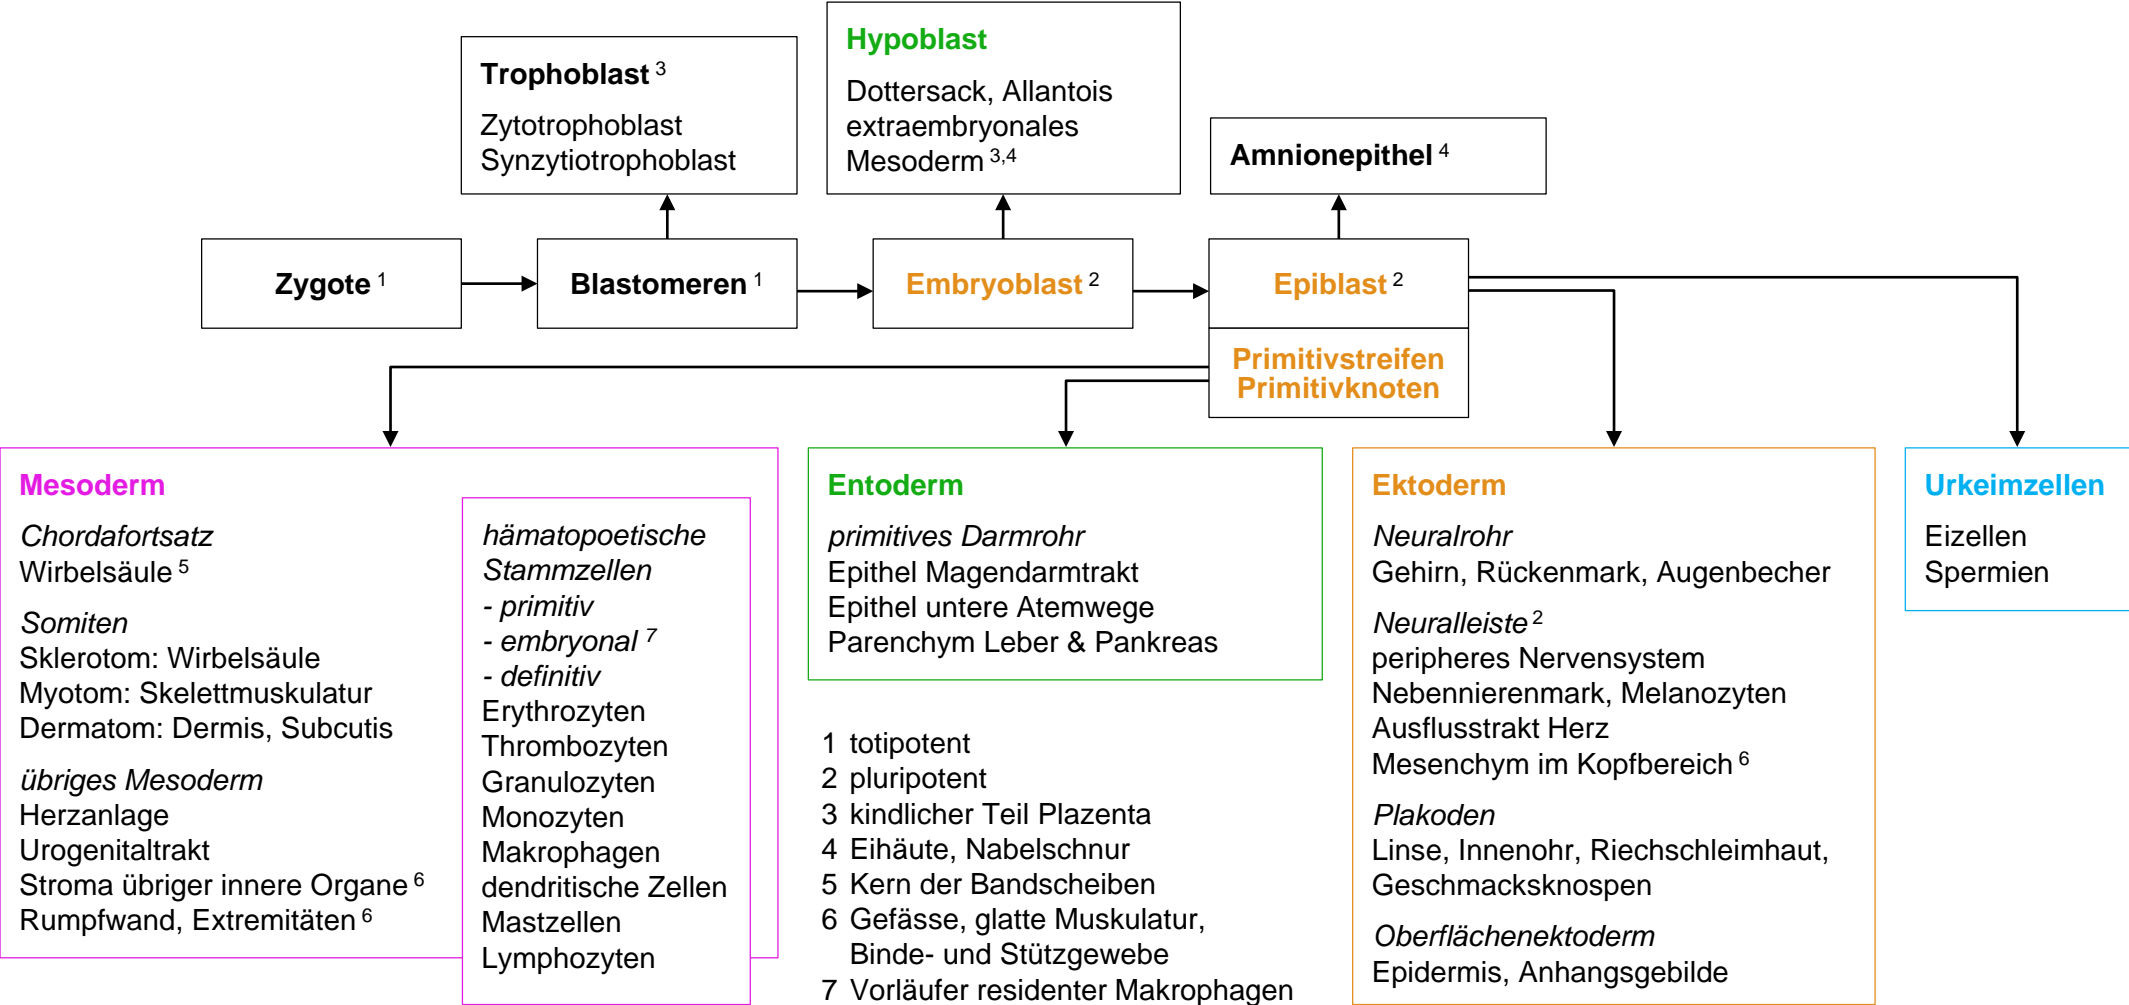 Trophoblast 3
Zytotrophoblast
Synzytiotrophoblast
Hypoblast
Dottersack, Allantois
extraembryonales
Mesoderm 3,4
Amnionepithel 4
Zygote 1
Blastomeren 1
Embryoblast 2
Epiblast 2
Primitivstreifen
Primitivknoten
Mesoderm
Chordafortsatz
Wirbelsäule 5
Somiten
Sklerotom: Wirbelsäule
Myotom: Skelettmuskulatur
Dermatom: Dermis, Subcutis
übriges Mesoderm
Herzanlage
Urogenitaltrakt
Stroma übriger innere Organe 6
Rumpfwand, Extremitäten 6
hämatopoetische
Stammzellen
- primitiv
- embryonal 7
- definitiv
Erythrozyten
Thrombozyten
Granulozyten
Monozyten
Makrophagen
dendritische Zellen
Mastzellen
Lymphozyten
Entoderm
primitives Darmrohr
Epithel Magendarmtrakt
Epithel untere Atemwege
Parenchym Leber & Pankreas
1 totipotent
2 pluripotent
3 kindlicher Teil Plazenta
4 Eihäute, Nabelschnur
5 Kern der Bandscheiben
6 Gefässe, glatte Muskulatur,
Binde- und Stützgewebe
7 Vorläufer residenter Makrophagen
Ektoderm
Neuralrohr
Gehirn, Rückenmark, Augenbecher
Neuralleiste 2
peripheres Nervensystem
Nebennierenmark, Melanozyten
Ausflusstrakt Herz
Mesenchym im Kopfbereich 6
Plakoden
Linse, Innenohr, Riechschleimhaut,
Geschmacksknospen
Oberflächenektoderm
Epidermis, Anhangsgebilde
Urkeimzellen
Eizellen
Spermien